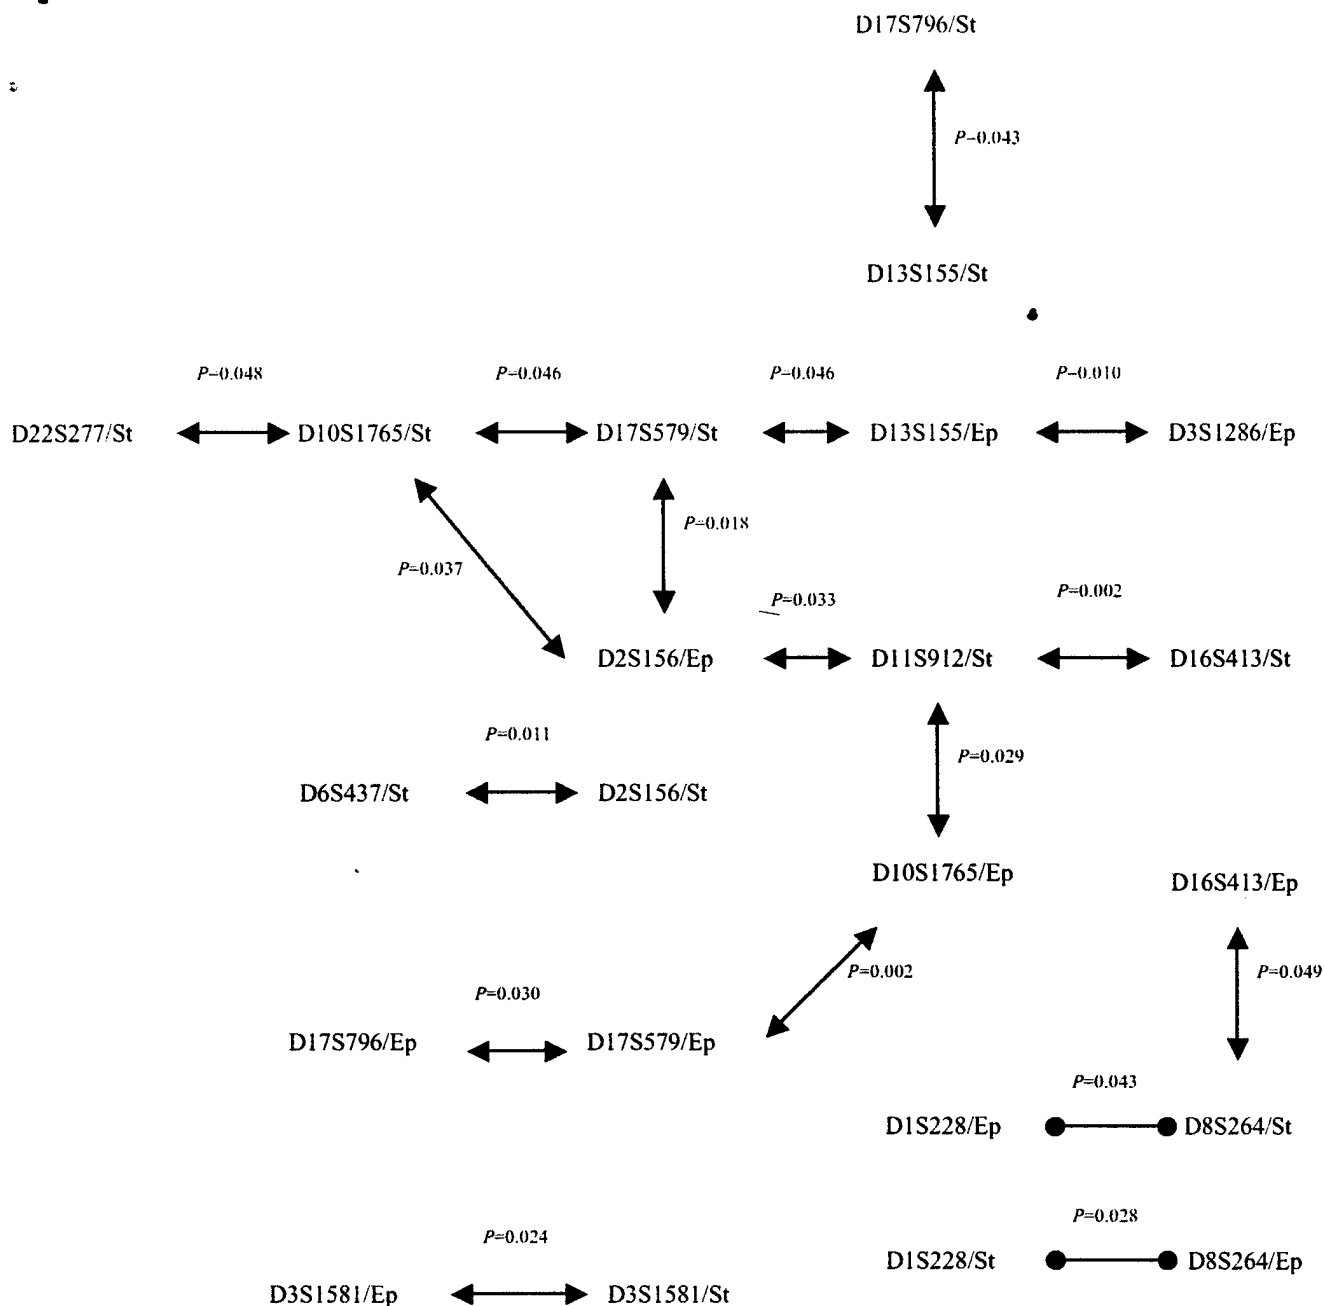 D17S796/St
P=0.043
D13S155/St
P=0.048
P=0.046
P=0.046
P=0.010
D22S277/St
D10S1765/St
D17S579/St
D13S155/Ep
D3S1286/Ep
P=0.018
P=0.037
P=0.033
P=0.002
D2S156/Ep
D11S912/St
D16S413/St
P=0.011
P=0.029
D6S437/St
D2S156/St
D10S1765/Ep
D16S413/Ep
P=0.002
P=0.049
P=0.030
D17S796/Ep
D17S579/Ep
P=0.043
D1S228/Ep
D8S264/St
P=0.028
P=0.024
D1S228/St
D8S264/Ep
D3S1581/Ep
D3S1581/St